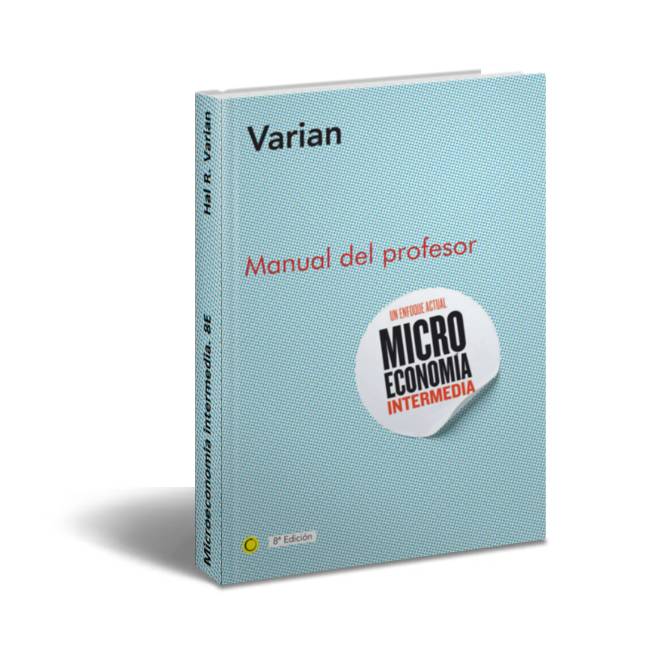 Varian
Manual del profesor
UN ENFOQUE ACTUAL
MICRO
ECONOMÍA
INTERMEDIA
8ª Edición
Microeconomía Intermedia. 8E
Hal R. Varian